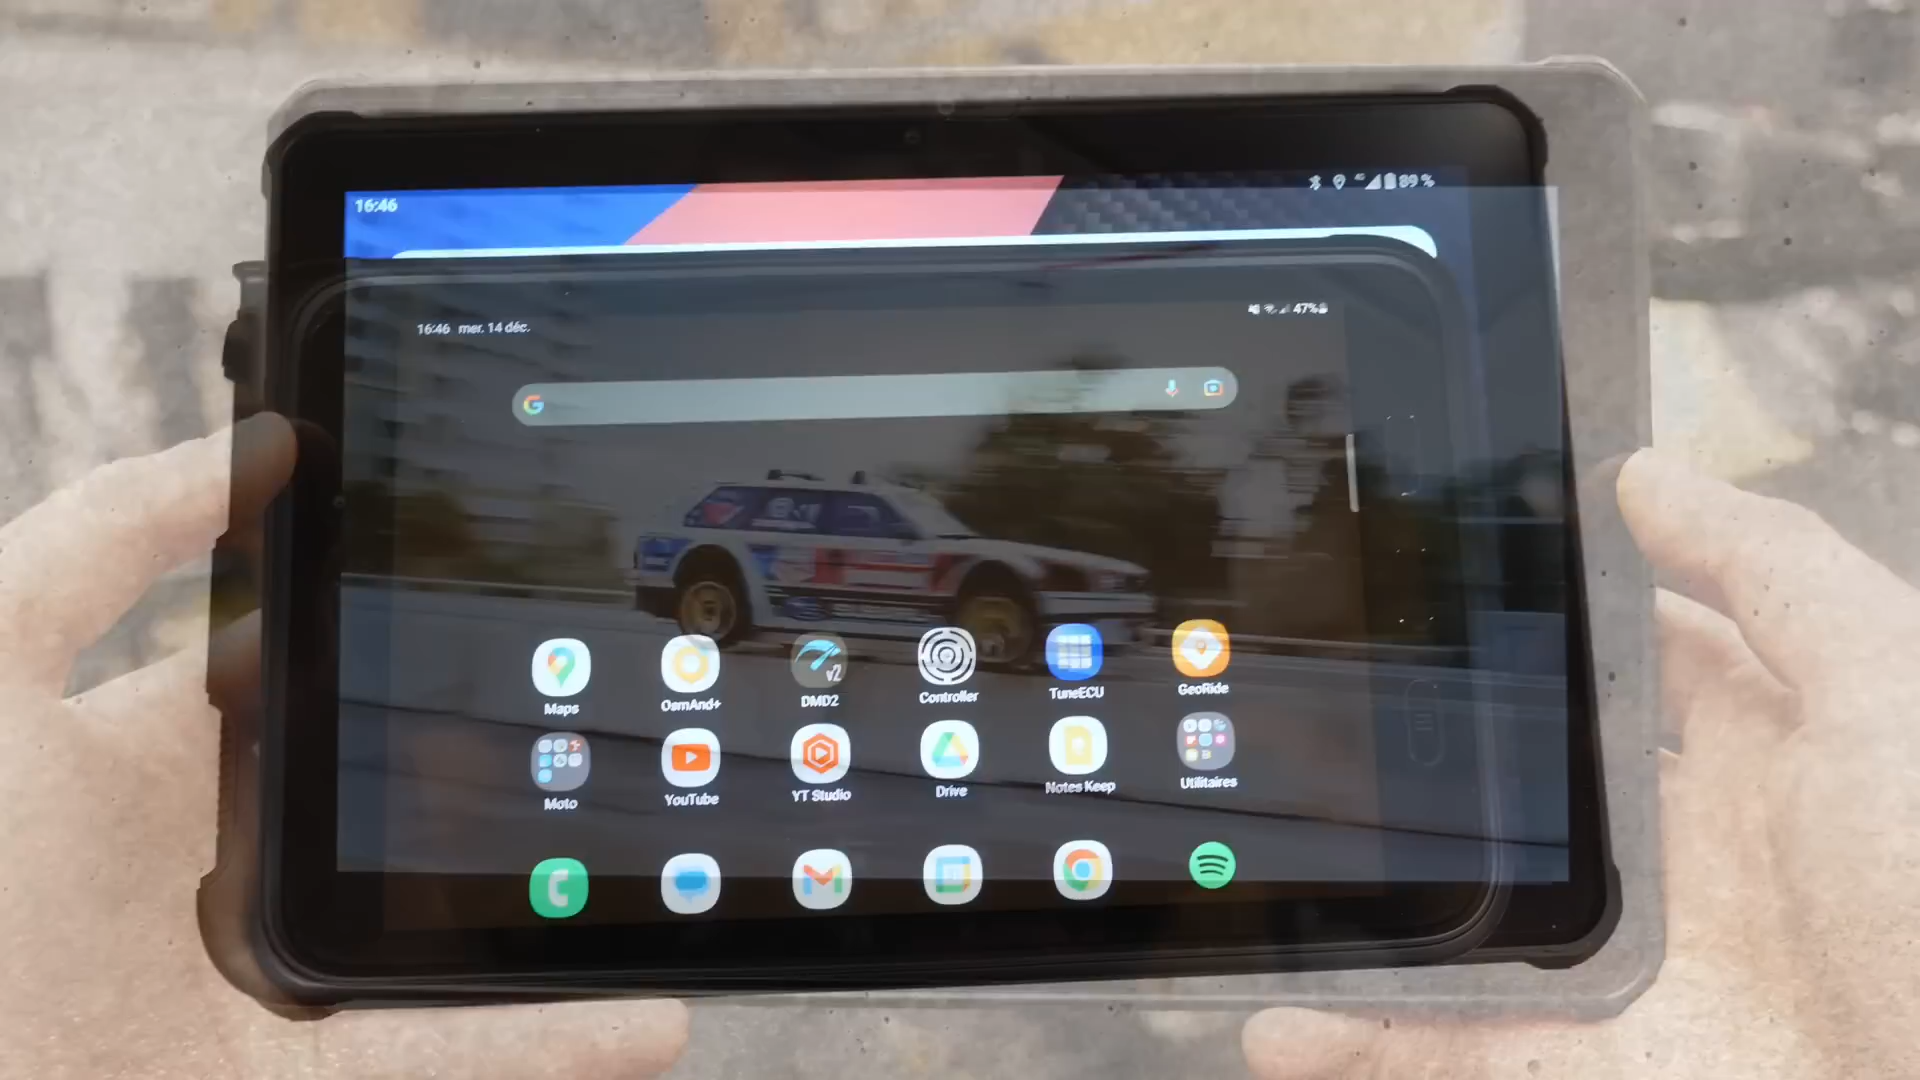 16:46
89 %
16:46 mer. 14 déc.
47%
Maps
OsmAnd+
DMD2
Controller
TuneECU
GeoRide
Moto
YouTube
YT Studio
Drive
Notes Keep
Utilitaires